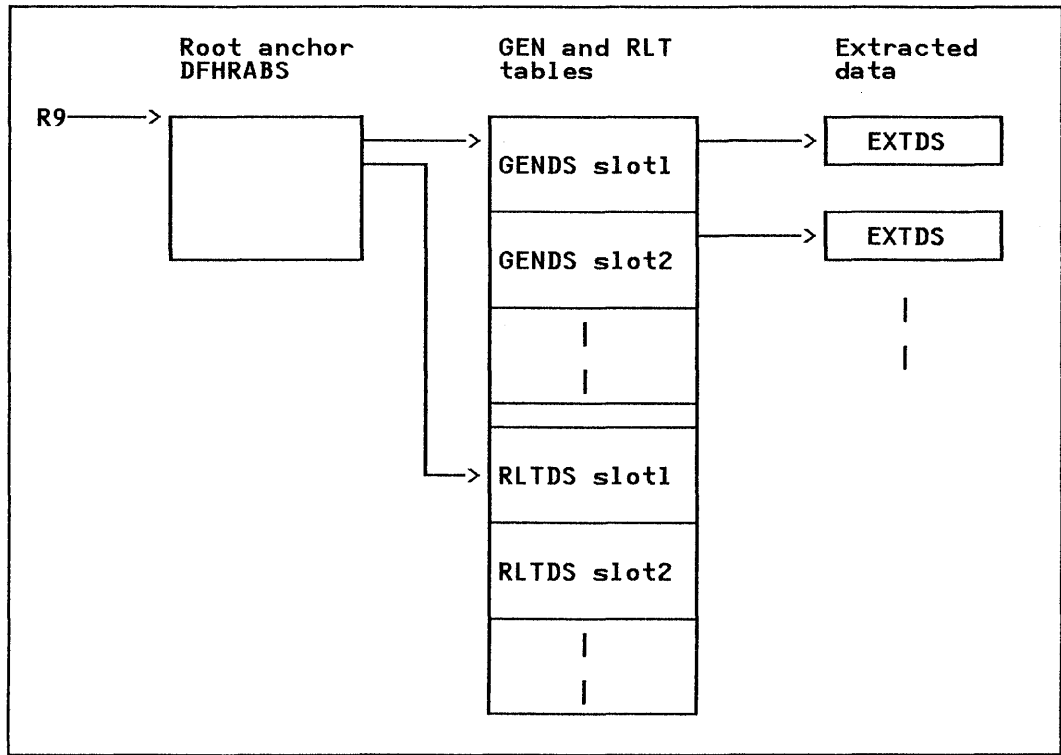 Root anchor
DFHRABS
GEN and RLT
tables
Extracted
data
R9
GENDS slot1
EXTDS
GENDS slot2
EXTDS
RLTDS slot1
RLTDS slot2